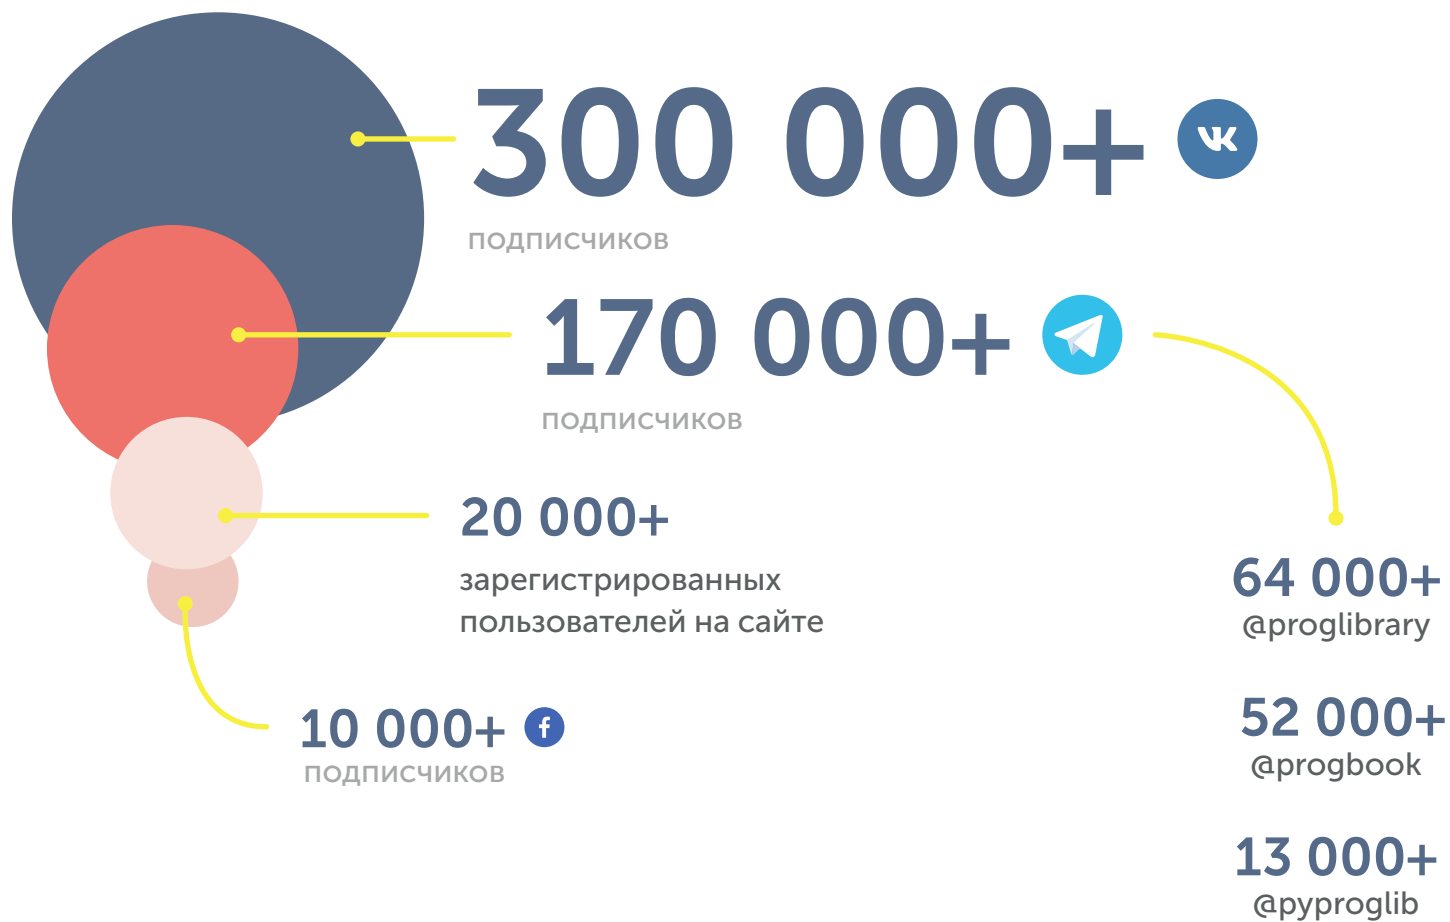 300 000+
подписчиков
170 000+
подписчиков
20 000+
зарегистрированных
пользователей на сайте
10 000+
подписчиков
64 000+
@proglibrary
52 000+
@progbook
13 000+
@pyproglib